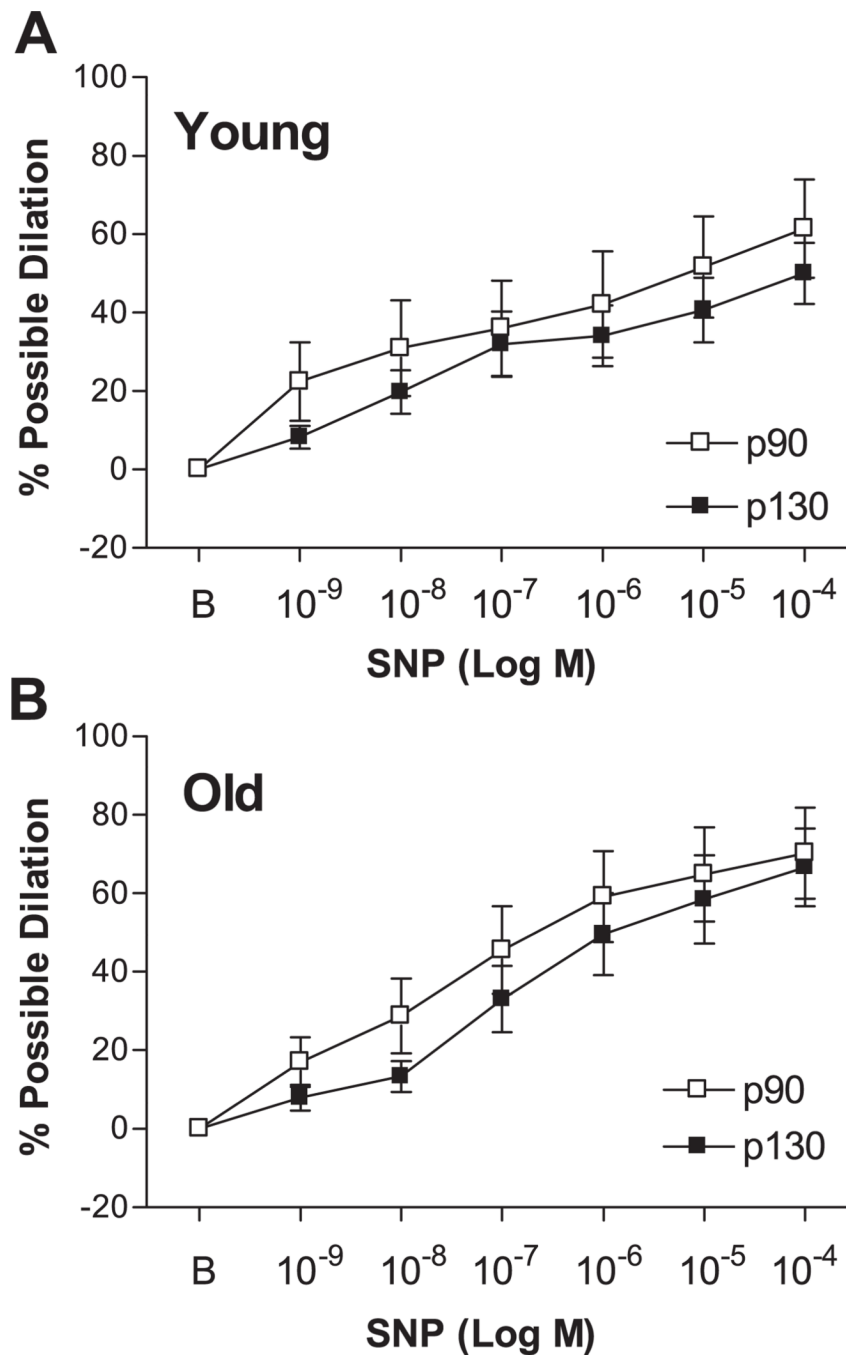 A
Young
% Possible Dilation
100
80
60
40
20
0
-20
p90
p130
B 10⁻⁹ 10⁻⁸ 10⁻⁷ 10⁻⁶ 10⁻⁵ 10⁻⁴
SNP (Log M)
B
Old
% Possible Dilation
100
80
60
40
20
0
-20
p90
p130
B 10⁻⁹ 10⁻⁸ 10⁻⁷ 10⁻⁶ 10⁻⁵ 10⁻⁴
SNP (Log M)